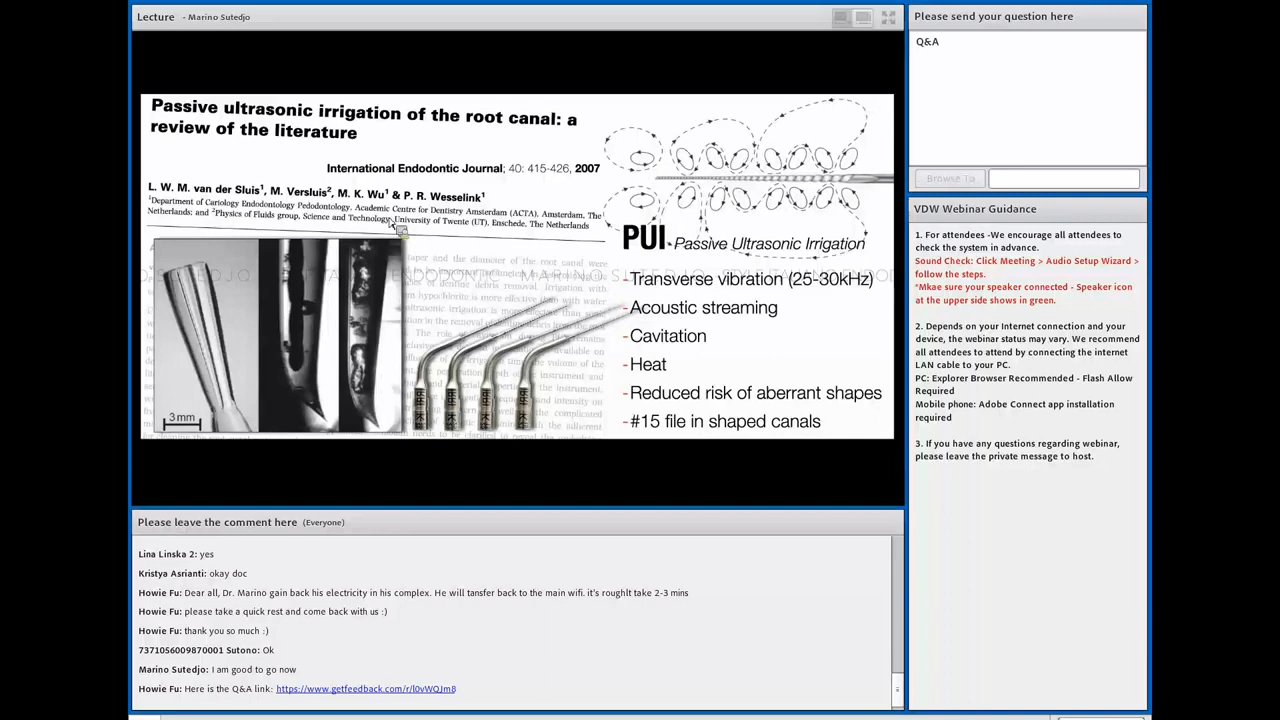 Lecture - Marino Sutedjo
Passive ultrasonic irrigation of the root canal: a
review of the literature
International Endodontic Journal; 40: 415-426, 2007
L. W. M. van der Sluis1, M. Versluis2, M. K. Wu1 & P. R. Wesselink1
1Department of Cariology Endodontology Pedodontology, Academic Centre for Dentistry Amsterdam (ACTA), Amsterdam, The
Netherlands; and 2Physics of Fluids group, Science and Technology, University of Twente (UT), Enschede, The Netherlands
3 mm
PUI - Passive Ultrasonic Irrigation
-Transverse vibration (25-30kHz)
-Acoustic streaming
-Cavitation
-Heat
-Reduced risk of aberrant shapes
-#15 file in shaped canals
Please leave the comment here (Everyone)
Lina Linska 2: yes
Kristya Asrianti: okay doc
Howie Fu: Dear all, Dr. Marino gain back his electricity in his complex. He will tansfer back to the main wifi. it's roughlt take 2-3 mins
Howie Fu: please take a quick rest and come back with us :)
Howie Fu: thank you so much :)
7371056009870001 Sutono: Ok
Marino Sutedjo: I am good to go now
Howie Fu: Here is the Q&A link: https://www.getfeedback.com/r/l0vWQJm8
Please send your question here
Q&A
Browse To
VDW Webinar Guidance
1. For attendees -We encourage all attendees to
check the system in advance.
Sound Check: Click Meeting > Audio Setup Wizard >
follow the steps.
*Mkae sure your speaker connected - Speaker icon
at the upper side shows in green.
2. Depends on your Internet connection and your
device, the webinar status may vary. We recommend
all attendees to attend by connecting the internet
LAN cable to your PC.
PC: Explorer Browser Recommended - Flash Allow
Required
Mobile phone: Adobe Connect app installation
required
3. If you have any questions regarding webinar,
please leave the private message to host.